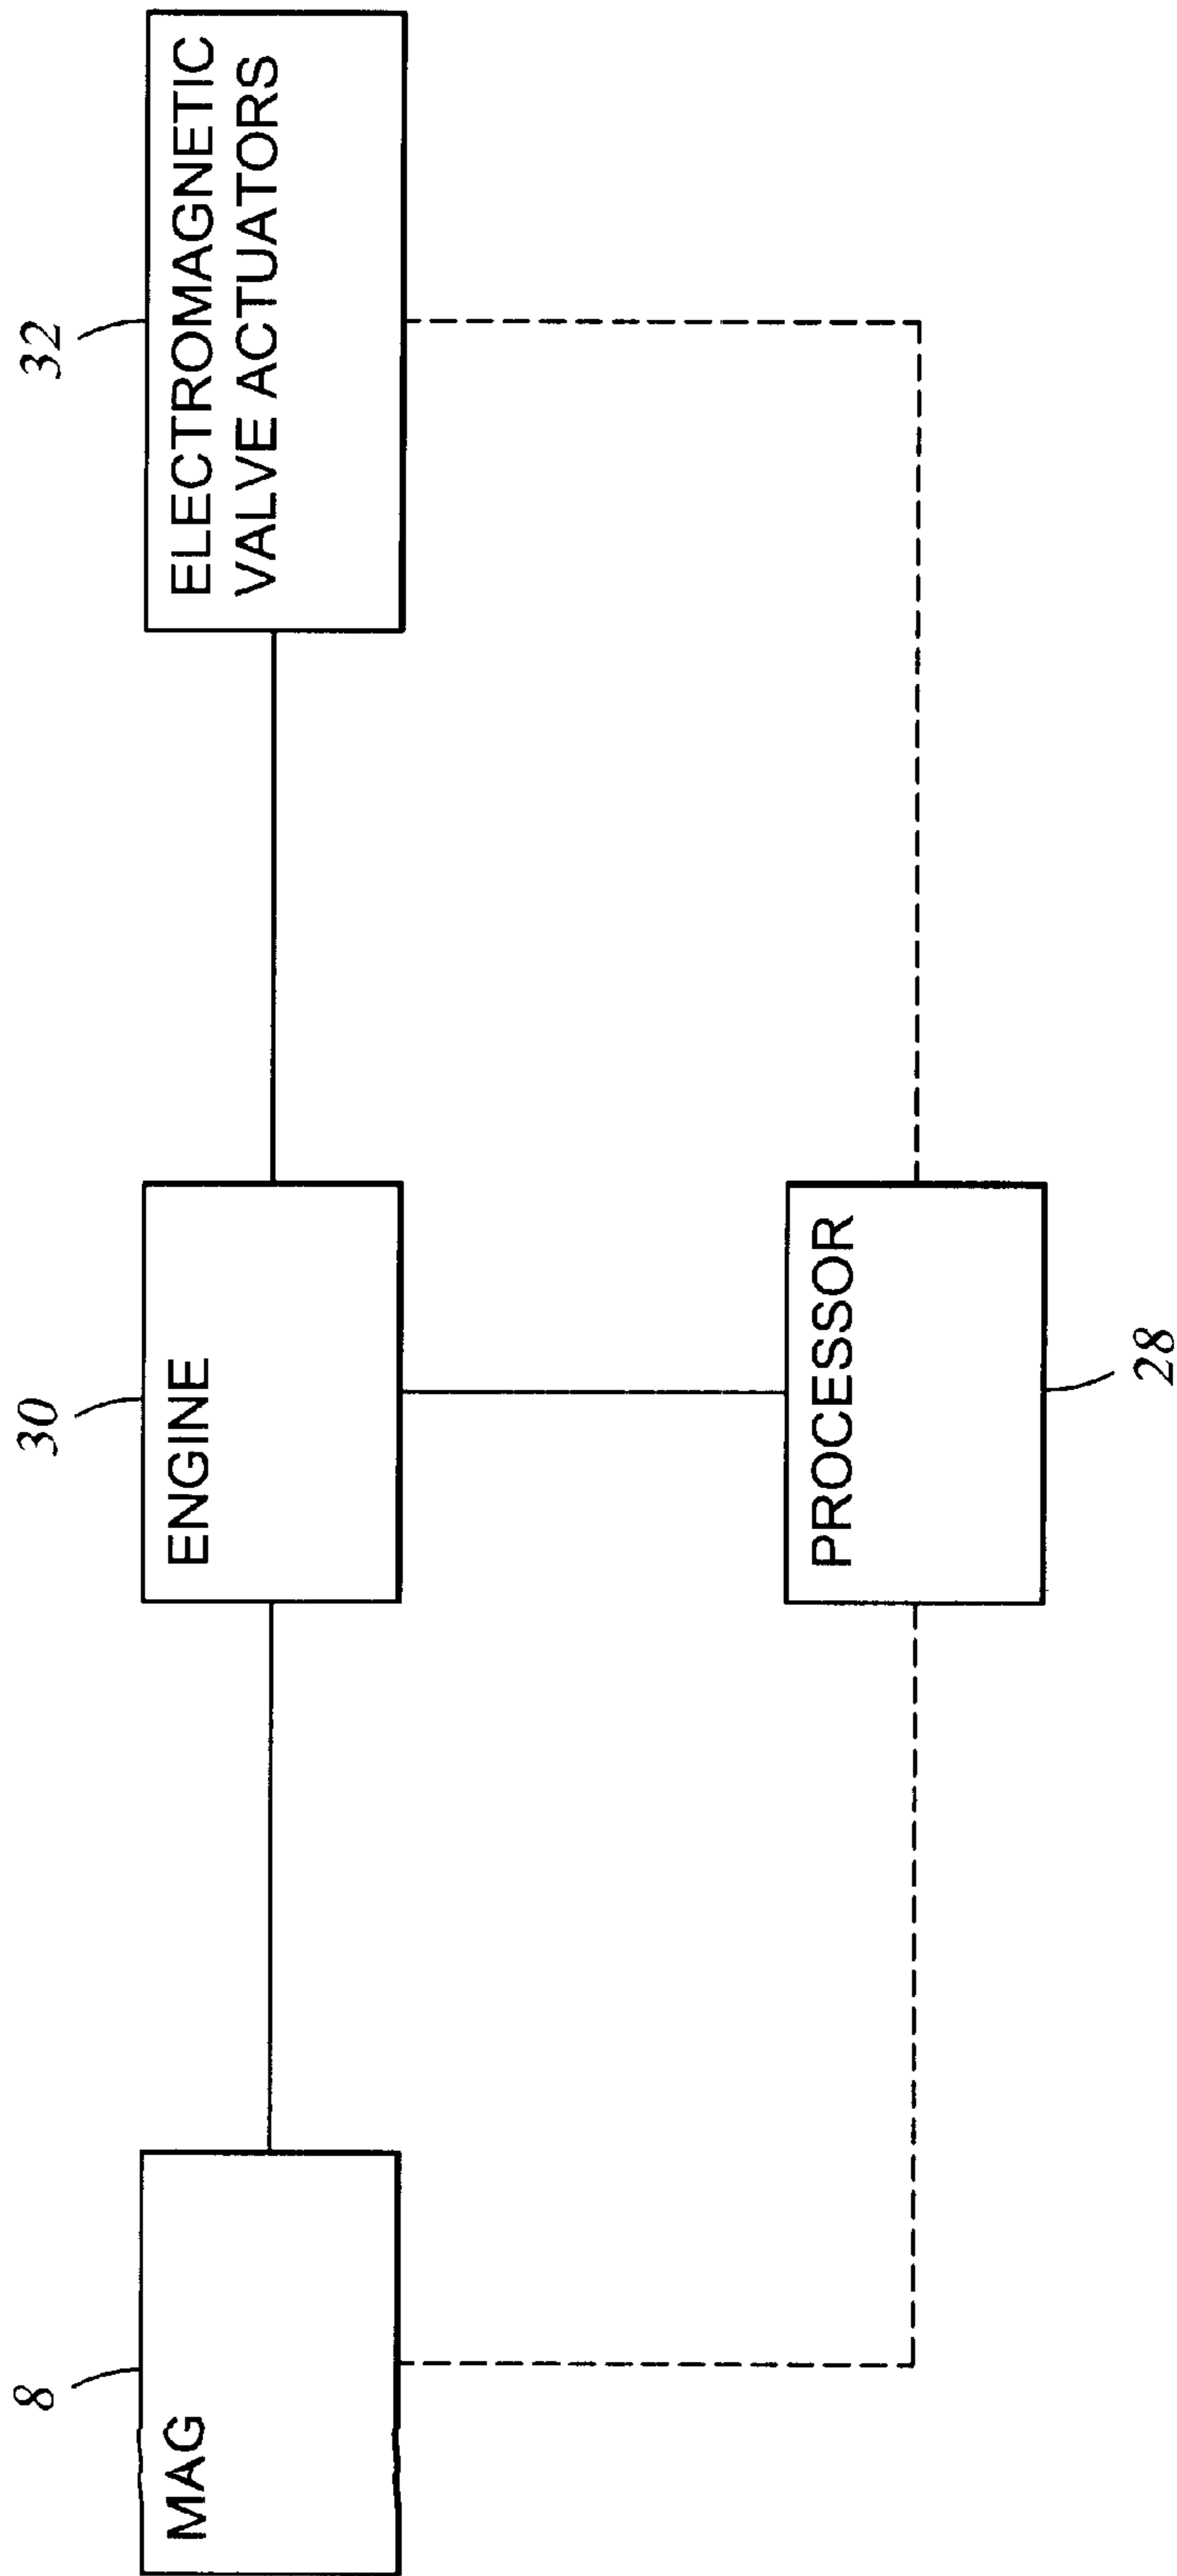 8
MAG
30
ENGINE
32
ELECTROMAGNETIC
VALVE ACTUATORS
PROCESSOR
28